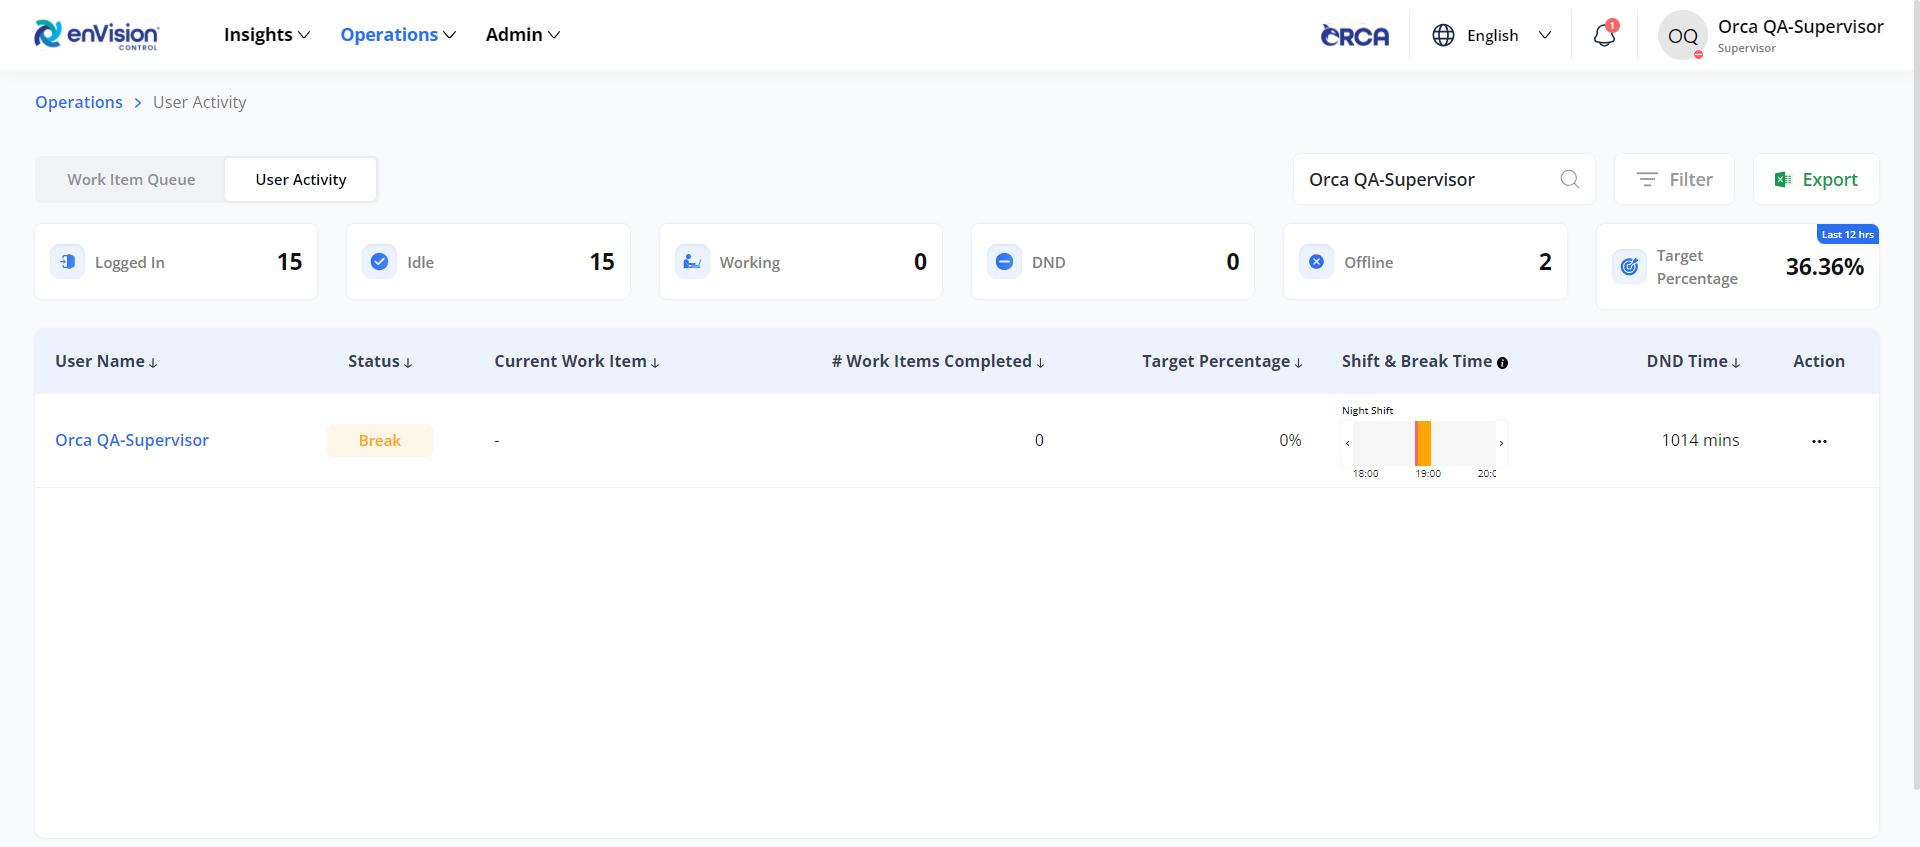 enVision
CONTROL
Insights
Operations
Admin
ORCA
English
1
OQ
Orca QA-Supervisor
Supervisor
Operations > User Activity
Work Item Queue
User Activity
Orca QA-Supervisor
Filter
Export
Logged In
15
Idle
15
Working
0
DND
0
Offline
2
Last 12 hrs
Target
Percentage
36.36%
User Name ↓
Status ↓
Current Work Item ↓
# Work Items Completed ↓
Target Percentage ↓
Shift & Break Time
DND Time ↓
Action
Orca QA-Supervisor
Break
-
0
0%
Night Shift
18:00
19:00
20:0
1014 mins
...